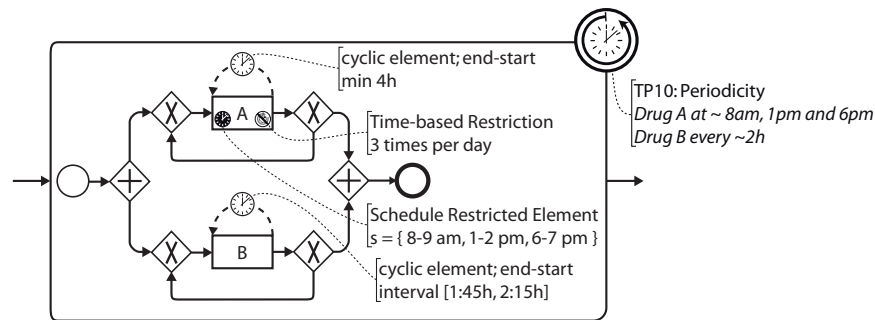 cyclic element; end-start
min 4h
TP10: Periodicity
Drug A at ~ 8am, 1pm and 6pm
Drug B every ~2h
A
Time-based Restriction
3 times per day
Schedule Restricted Element
s = { 8-9 am, 1-2 pm, 6-7 pm }
B
cyclic element; end-start
interval [1:45h, 2:15h]